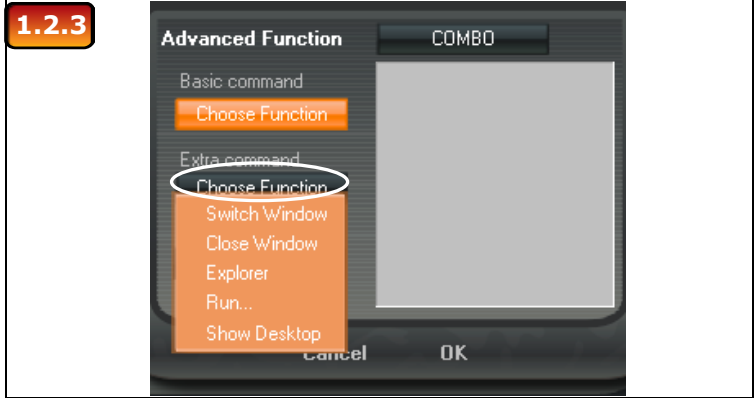 1.2.3
Advanced Function COMBO
Basic command
Choose Function
Extra command
Choose Function
Switch Window
Close Window
Explorer
Run...
Show Desktop
Cancel OK